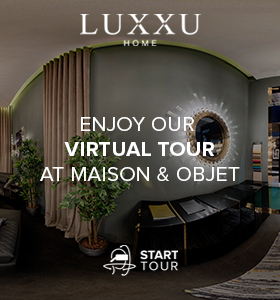 LUXXU
HOME
ENJOY OUR
VIRTUAL TOUR
AT MAISON & OBJET
START
TOUR